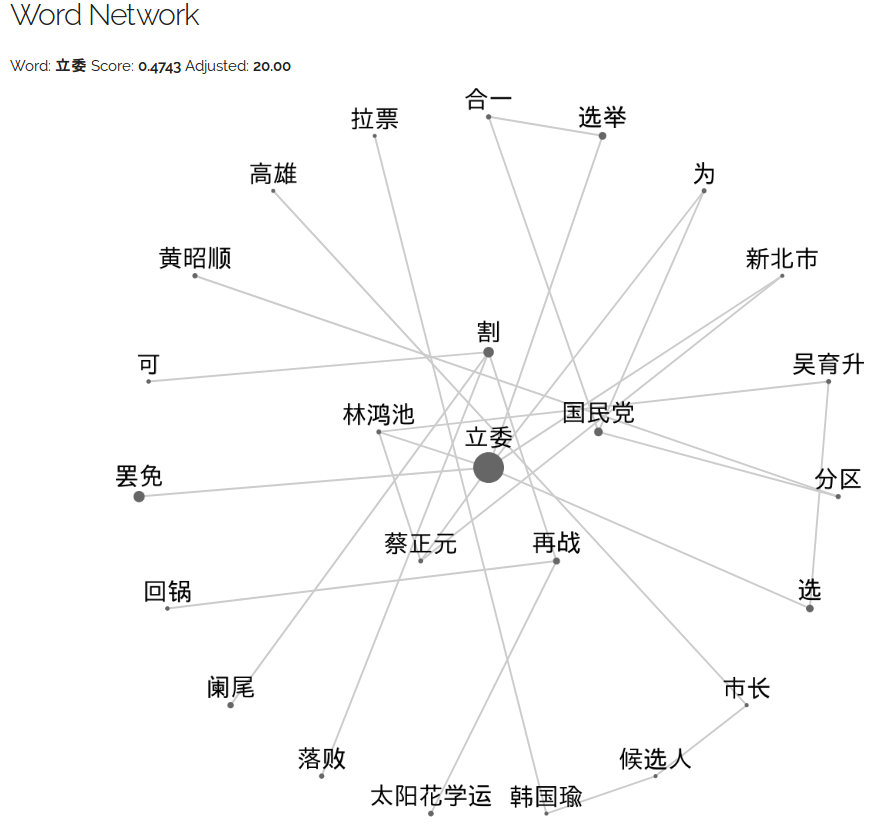 Word Network
Word: 立委 Score: 0.4743 Adjusted: 20.00
合一
选举
拉票
为
高雄
新北市
黄昭顺
割
可
吴育升
林鸿池
国民党
立委
罢免
分区
蔡正元
再战
回锅
选
阑尾
市长
落败
候选人
太阳花学运
韩国瑜